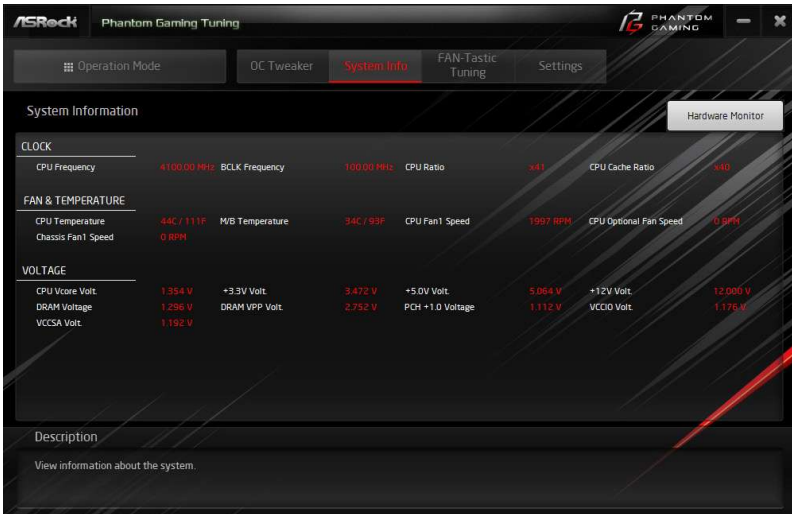 ASRock Phantom Gaming Tuning PHANTOM GAMING
Operation Mode OC Tweaker System Info FAN-Tastic Tuning Settings
System Information
Hardware Monitor
CLOCK
CPU Frequency 4100.00 MHz BCLK Frequency 100.00 MHz CPU Ratio x41 CPU Cache Ratio x40
FAN & TEMPERATURE
CPU Temperature 44C / 111F M/B Temperature 34C / 93F CPU Fan1 Speed 1997 RPM CPU Optional Fan Speed 0 RPM
Chassis Fan1 Speed 0 RPM
VOLTAGE
CPU Vcore Volt. 1.354 V +3.3V Volt. 3.472 V +5.0V Volt. 5.064 V +12V Volt. 12.000 V
DRAM Voltage 1.296 V DRAM VPP Volt. 2.752 V PCH +1.0 Voltage 1.112 V VCCIO Volt. 1.176 V
VCCSA Volt. 1.192 V
Description
View information about the system.